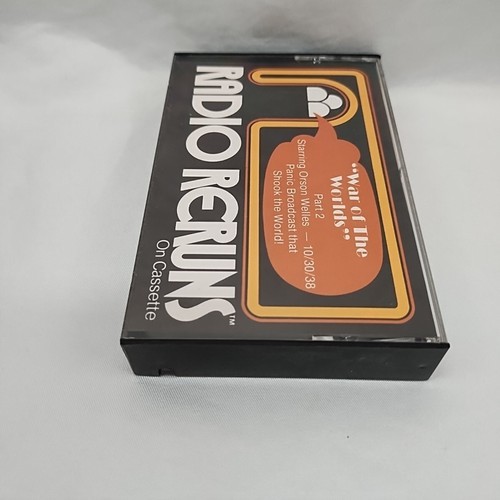 RADIO RERUNS™
On Cassette
"War of The
Worlds"
Part 2
Starring Orson Welles — 10/30/38
Panic Broadcast that
Shook the World!